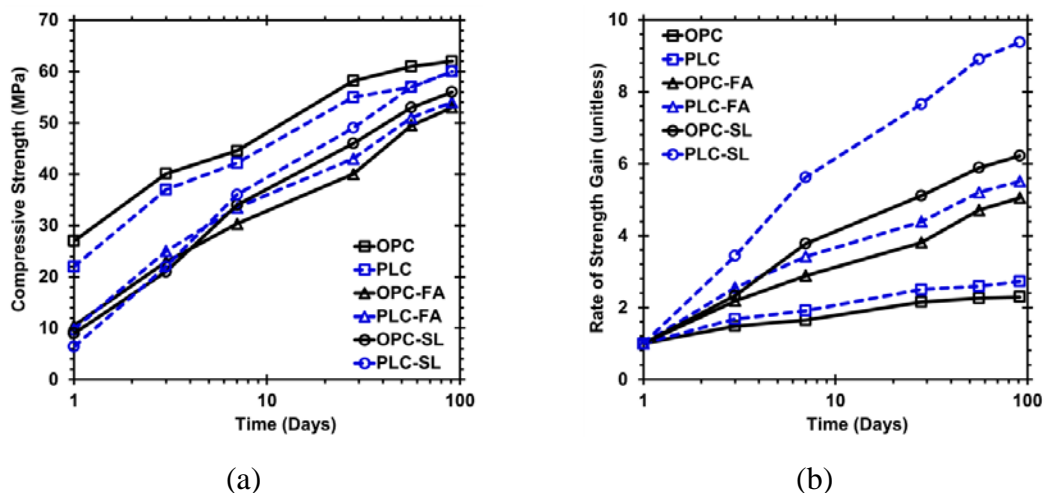 70
60
50
40
30
20
10
0
Compressive Strength (MPa)
OPC
PLC
OPC-FA
PLC-FA
OPC-SL
PLC-SL
1
10
100
Time (Days)
(a)
10
8
6
4
2
0
Rate of Strength Gain (unitless)
OPC
PLC
OPC-FA
PLC-FA
OPC-SL
PLC-SL
1
10
100
Time (Days)
(b)